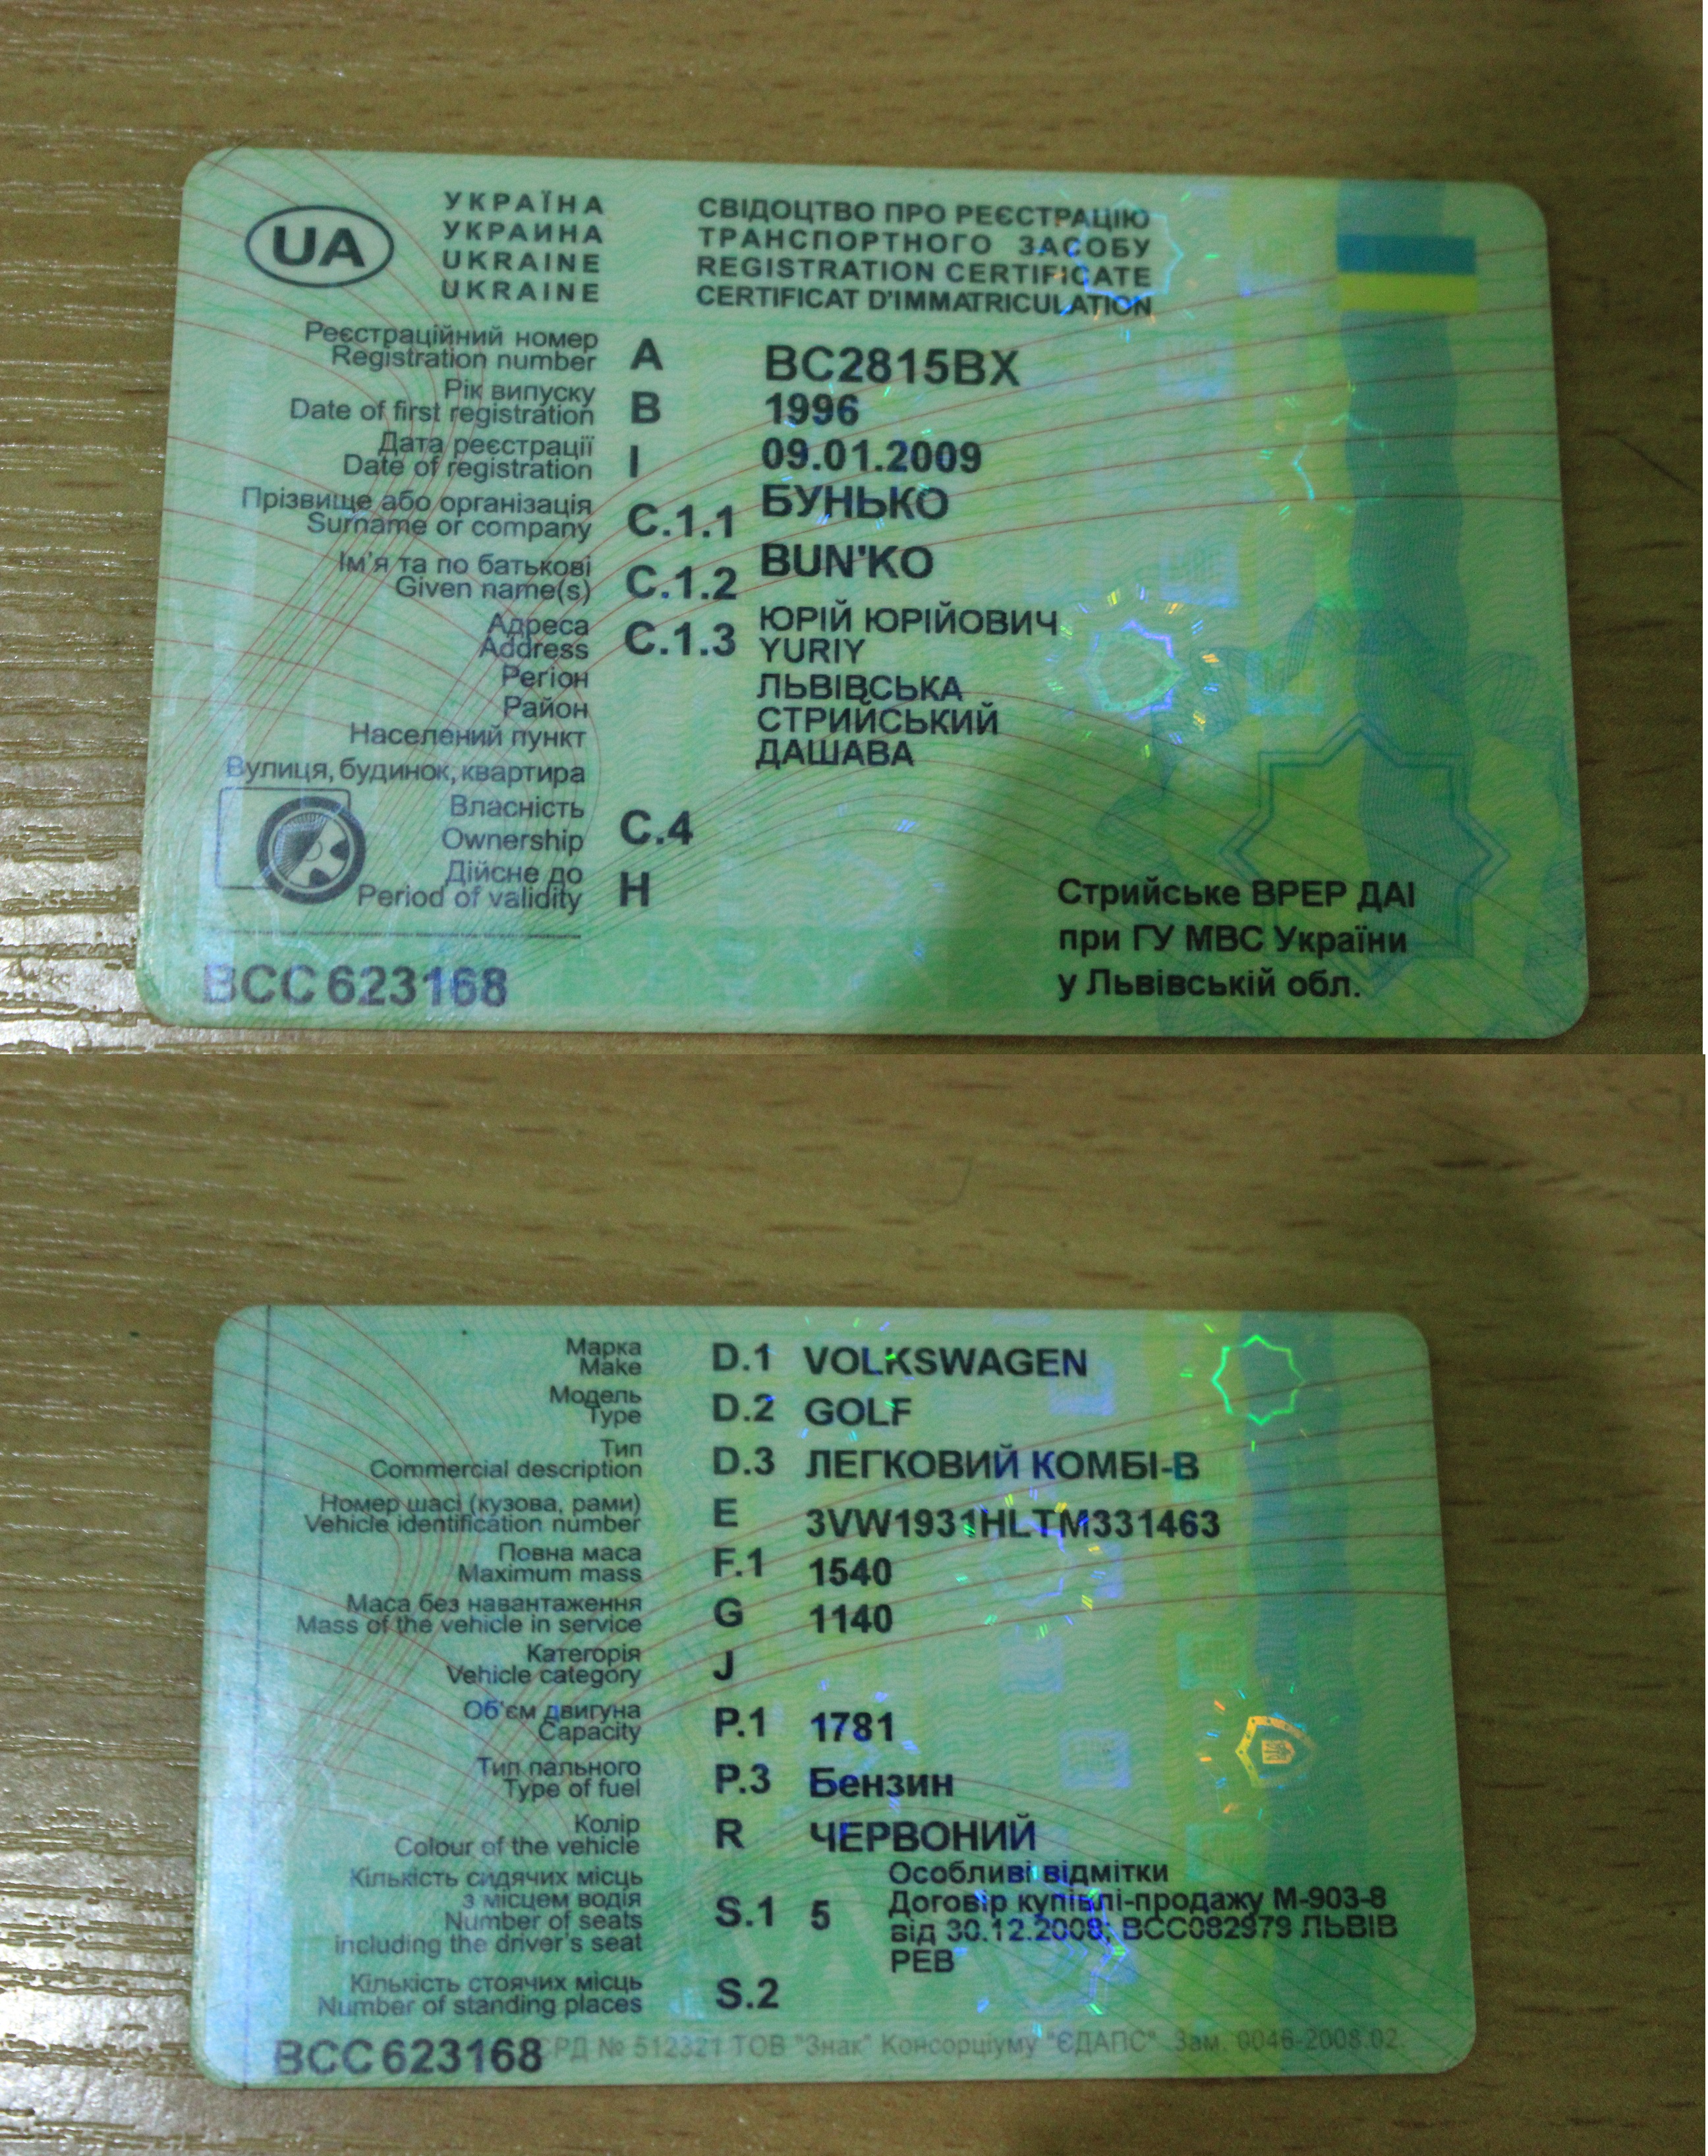 UA
УКРАЇНА
УКРАИНА
UKRAINE
UKRAINE
СВІДОЦТВО ПРО РЕЄСТРАЦІЮ
ТРАНСПОРТНОГО ЗАСОБУ
REGISTRATION CERTIFICATE
CERTIFICAT D'IMMATRICULATION
Реєстраційний номер
Registration number A BC2815BX
Рік випуску
Date of first registration B 1996
Дата реєстрації
Date of registration I 09.01.2009
Прізвище або організація
Surname or company C.1.1 БУНЬКО
BUN'KO
Ім'я та по батькові
Given name(s) C.1.2 ЮРІЙ ЮРІЙОВИЧ
YURIY
Адреса
Address C.1.3
Регіон ЛЬВІВСЬКА
Район СТРИЙСЬКИЙ
Населений пункт ДАШАВА
Вулиця, будинок, квартира
Власність
Ownership C.4
Дійсне до
Period of validity H
Стрийське ВРЕР ДАІ
при ГУ МВС України
у Львівській обл.
BCC 623168
Марка
Make D.1 VOLKSWAGEN
Модель
Type D.2 GOLF
Тип
Commercial description D.3 ЛЕГКОВИЙ КОМБІ-В
Номер шасі (кузова, рами)
Vehicle identification number E 3VW1931HLTM331463
Повна маса
Maximum mass F.1 1540
Маса без навантаження
Mass of the vehicle in service G 1140
Категорія
Vehicle category J
Об'єм двигуна
Capacity P.1 1781
Тип пального
Type of fuel P.3 Бензин
Колір
Colour of the vehicle R ЧЕРВОНИЙ
Кількість сидячих місць
з місцем водія
Number of seats
including the driver's seat S.1 5
Особливі відмітки
Договір купівлі-продажу М-903-8
від 30.12.2008; ВСС082979 ЛЬВІВ
РЕВ
Кількість стоячих місць
Number of standing places S.2
BCC 623168
СРД № 512321 ТОВ "Знак" Консорціуму "ЄДАПС". Зам. 0046-2008.02.